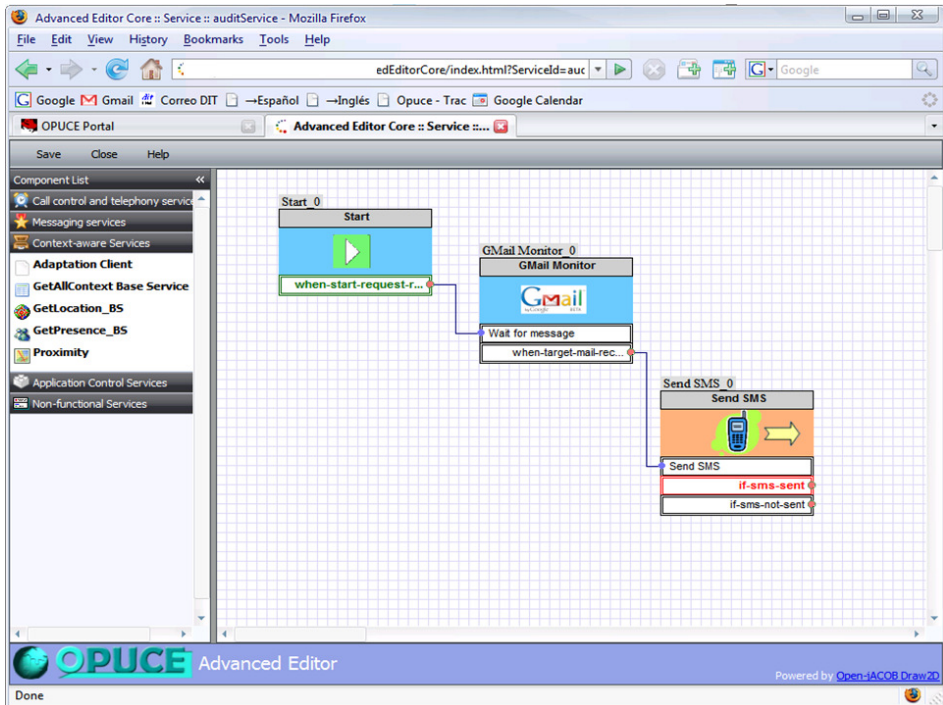 Advanced Editor Core :: Service :: auditService - Mozilla Firefox
File Edit View History Bookmarks Tools Help
edEditorCore/index.html?ServiceId=auc
G Google
Google Gmail Correo DIT →Español →Inglés Opuce - Trac Google Calendar
OPUCE Portal
Advanced Editor Core :: Service ::...
Save Close Help
Component List «
Call control and telephony service
Messaging services
Context-aware Services
Adaptation Client
GetAllContext Base Service
GetLocation_BS
GetPresence_BS
Proximity
Application Control Services
Non-functional Services
Start_0
Start
when-start-request-r...
GMail Monitor_0
GMail Monitor
Gmail
by Google BETA
Wait for message
when-target-mail-rec...
Send SMS_0
Send SMS
Send SMS
if-sms-sent
if-sms-not-sent
OPUCE Advanced Editor
Powered by Open-jACOB Draw2D
Done